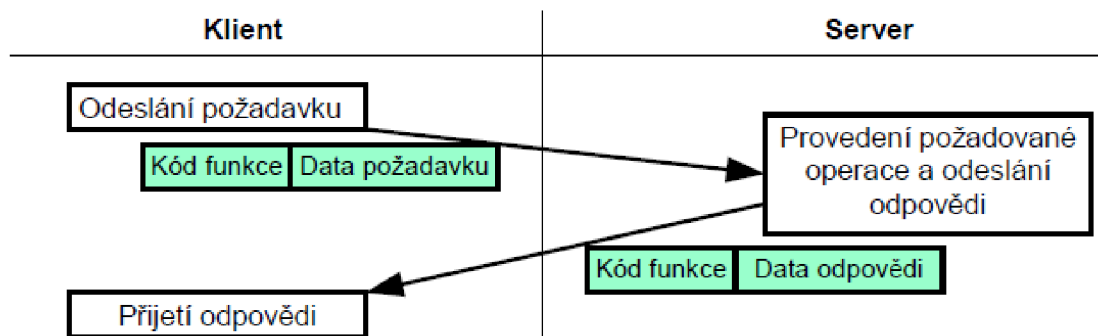 Klient
Server
Odeslání požadavku
Kód funkce Data požadavku
Provedení požadované
operace a odeslání
odpovědi
Kód funkce Data odpovědi
Přijetí odpovědi